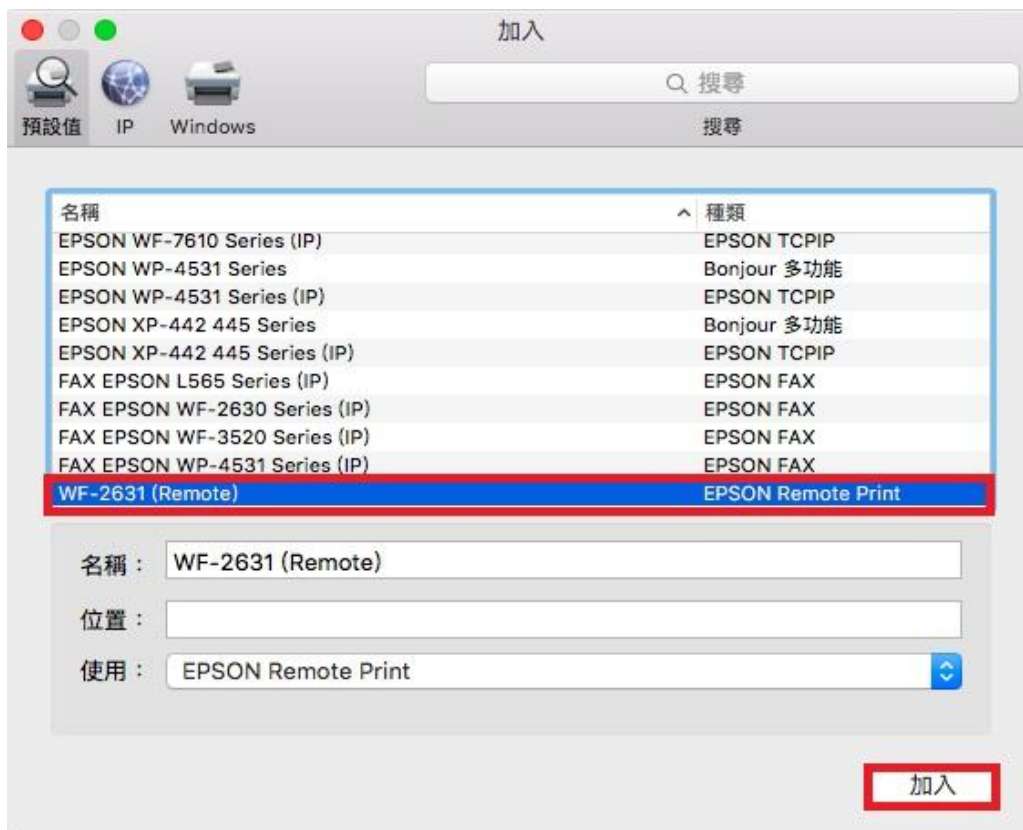 加入
搜尋
預設值 IP Windows 搜尋
名稱 種類
EPSON WF-7610 Series (IP) EPSON TCPIP
EPSON WP-4531 Series Bonjour 多功能
EPSON WP-4531 Series (IP) EPSON TCPIP
EPSON XP-442 445 Series Bonjour 多功能
EPSON XP-442 445 Series (IP) EPSON TCPIP
FAX EPSON L565 Series (IP) EPSON FAX
FAX EPSON WF-2630 Series (IP) EPSON FAX
FAX EPSON WF-3520 Series (IP) EPSON FAX
FAX EPSON WP-4531 Series (IP) EPSON FAX
WF-2631 (Remote) EPSON Remote Print
名稱： WF-2631 (Remote)
位置：
使用： EPSON Remote Print
加入